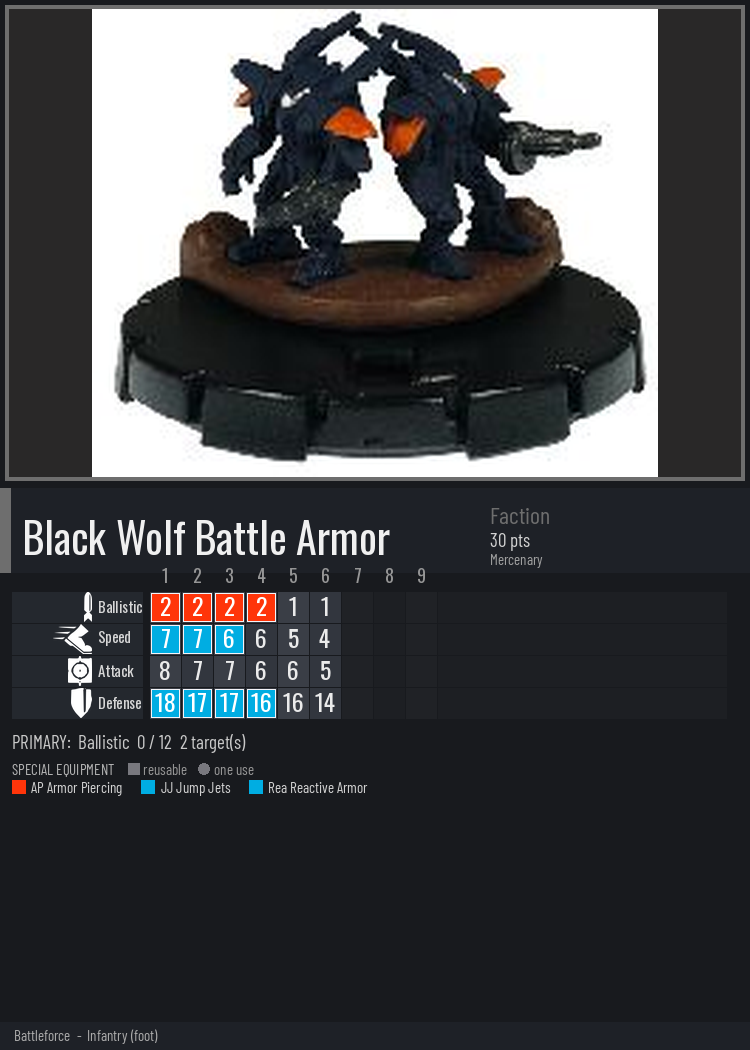 Black Wolf Battle Armor
Faction
30 pts
Mercenary
1 2 3 4 5 6 7 8 9
Ballistic 2 2 2 2 1 1
Speed 7 7 6 6 5 4
Attack 8 7 7 6 6 5
Defense 18 17 17 16 16 14
PRIMARY: Ballistic 0 / 12 2 target(s)
SPECIAL EQUIPMENT reusable one use
AP Armor Piercing JJ Jump Jets Rea Reactive Armor
Battleforce - Infantry (foot)